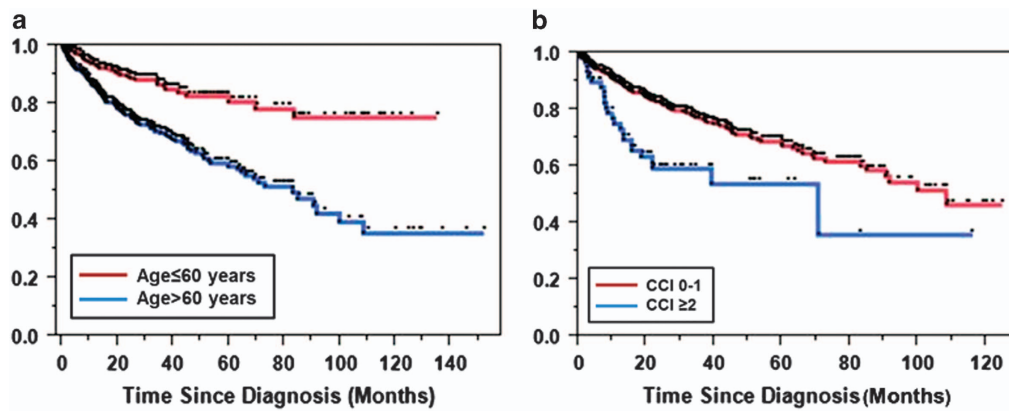 a
1.0
0.8
0.6
0.4
0.2
0.0
Age≤60 years
Age>60 years
0 20 40 60 80 100 120 140
Time Since Diagnosis (Months)
b
1.0
0.8
0.6
0.4
0.2
0.0
CCI 0-1
CCI ≥2
0 20 40 60 80 100 120
Time Since Diagnosis(Months)